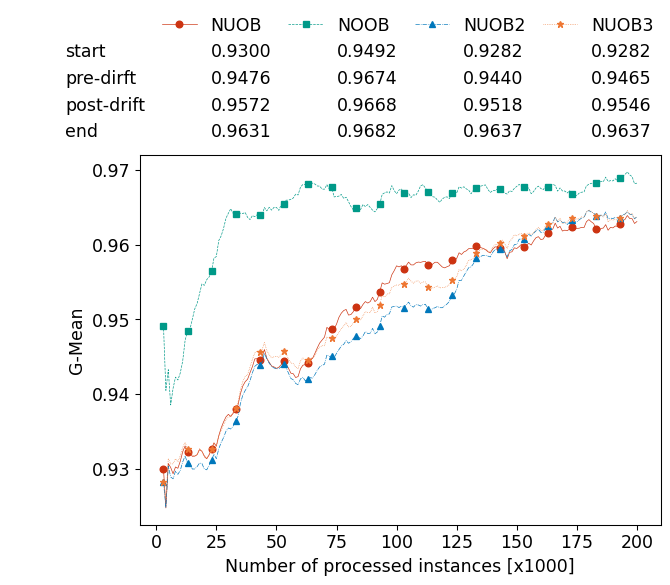 NUOB NOOB NUOB2 NUOB3
start 0.9300 0.9492 0.9282 0.9282
pre-dirft 0.9476 0.9674 0.9440 0.9465
post-drift 0.9572 0.9668 0.9518 0.9546
end 0.9631 0.9682 0.9637 0.9637
0.97
0.96
0.95
0.94
0.93
G-Mean
0 25 50 75 100 125 150 175 200
Number of processed instances [x1000]